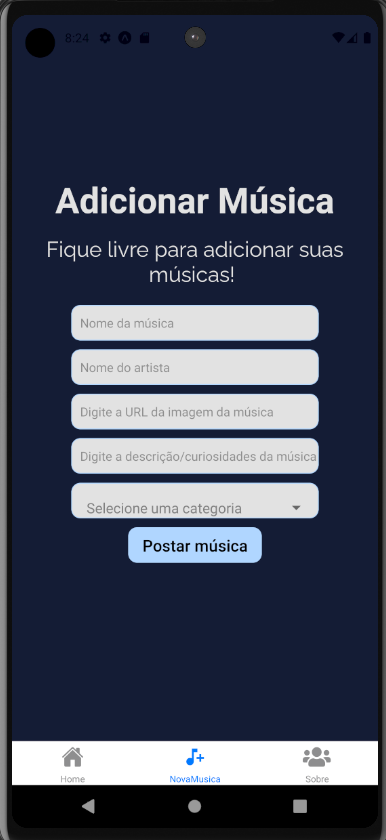 8:24
Adicionar Música
Fique livre para adicionar suas
músicas!
Nome da música
Nome do artista
Digite a URL da imagem da música
Digite a descrição/curiosidades da música
Selecione uma categoria
Postar música
Home
NovaMusica
Sobre